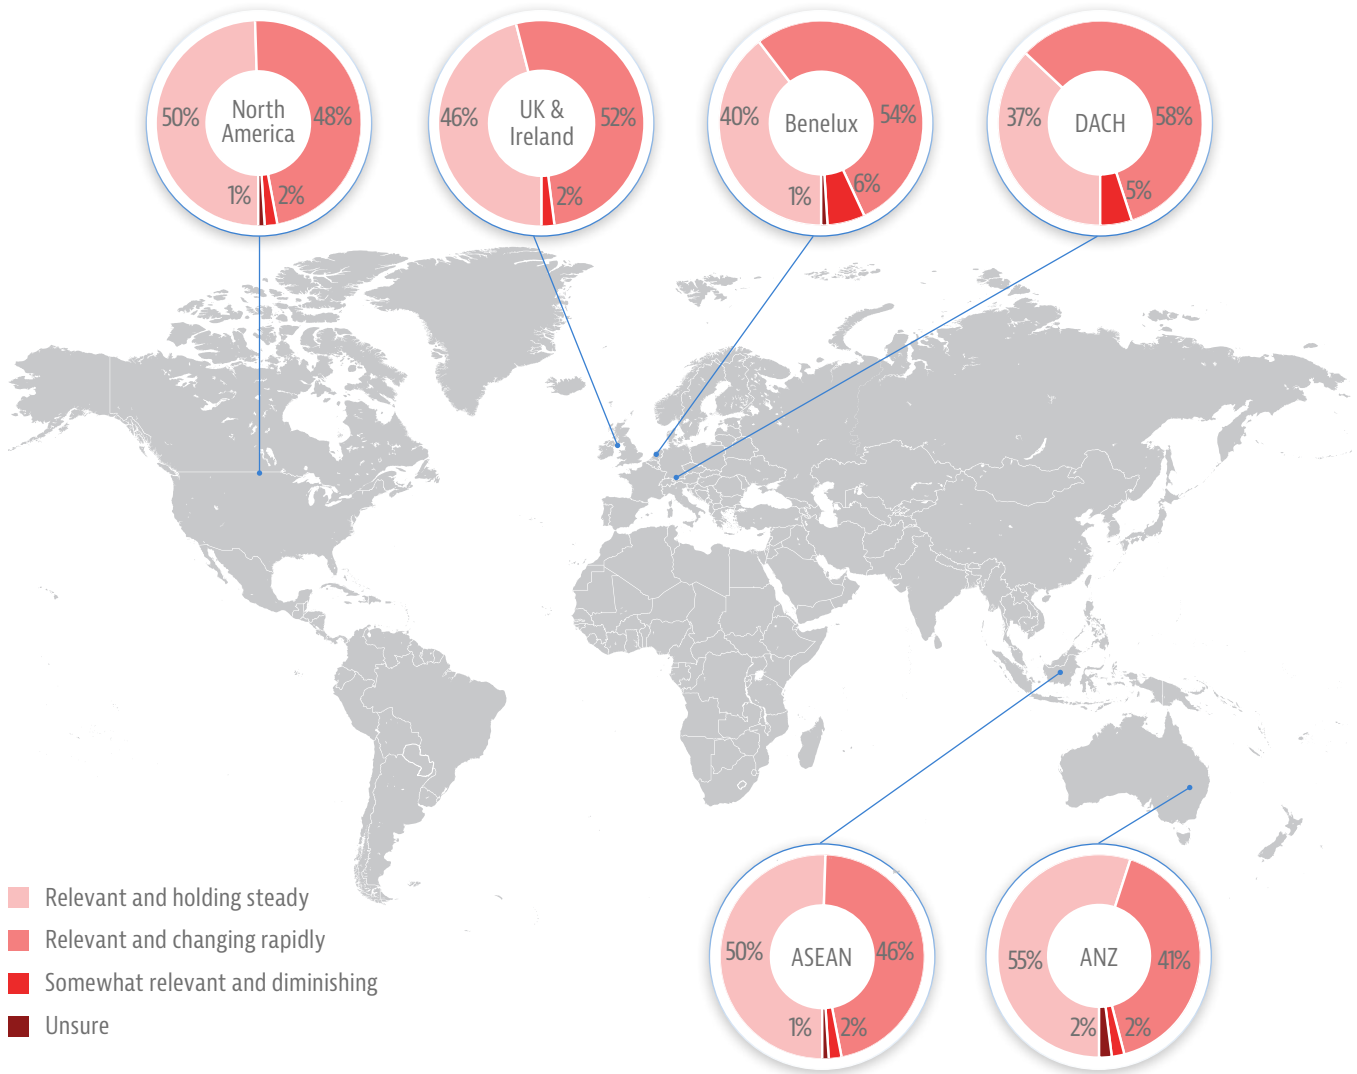 50%
North
America
48%
1%
2%
46%
UK &
Ireland
52%
2%
40%
Benelux
54%
1%
6%
37%
DACH
58%
5%
50%
ASEAN
46%
1%
2%
55%
ANZ
41%
2%
2%
Relevant and holding steady
Relevant and changing rapidly
Somewhat relevant and diminishing
Unsure